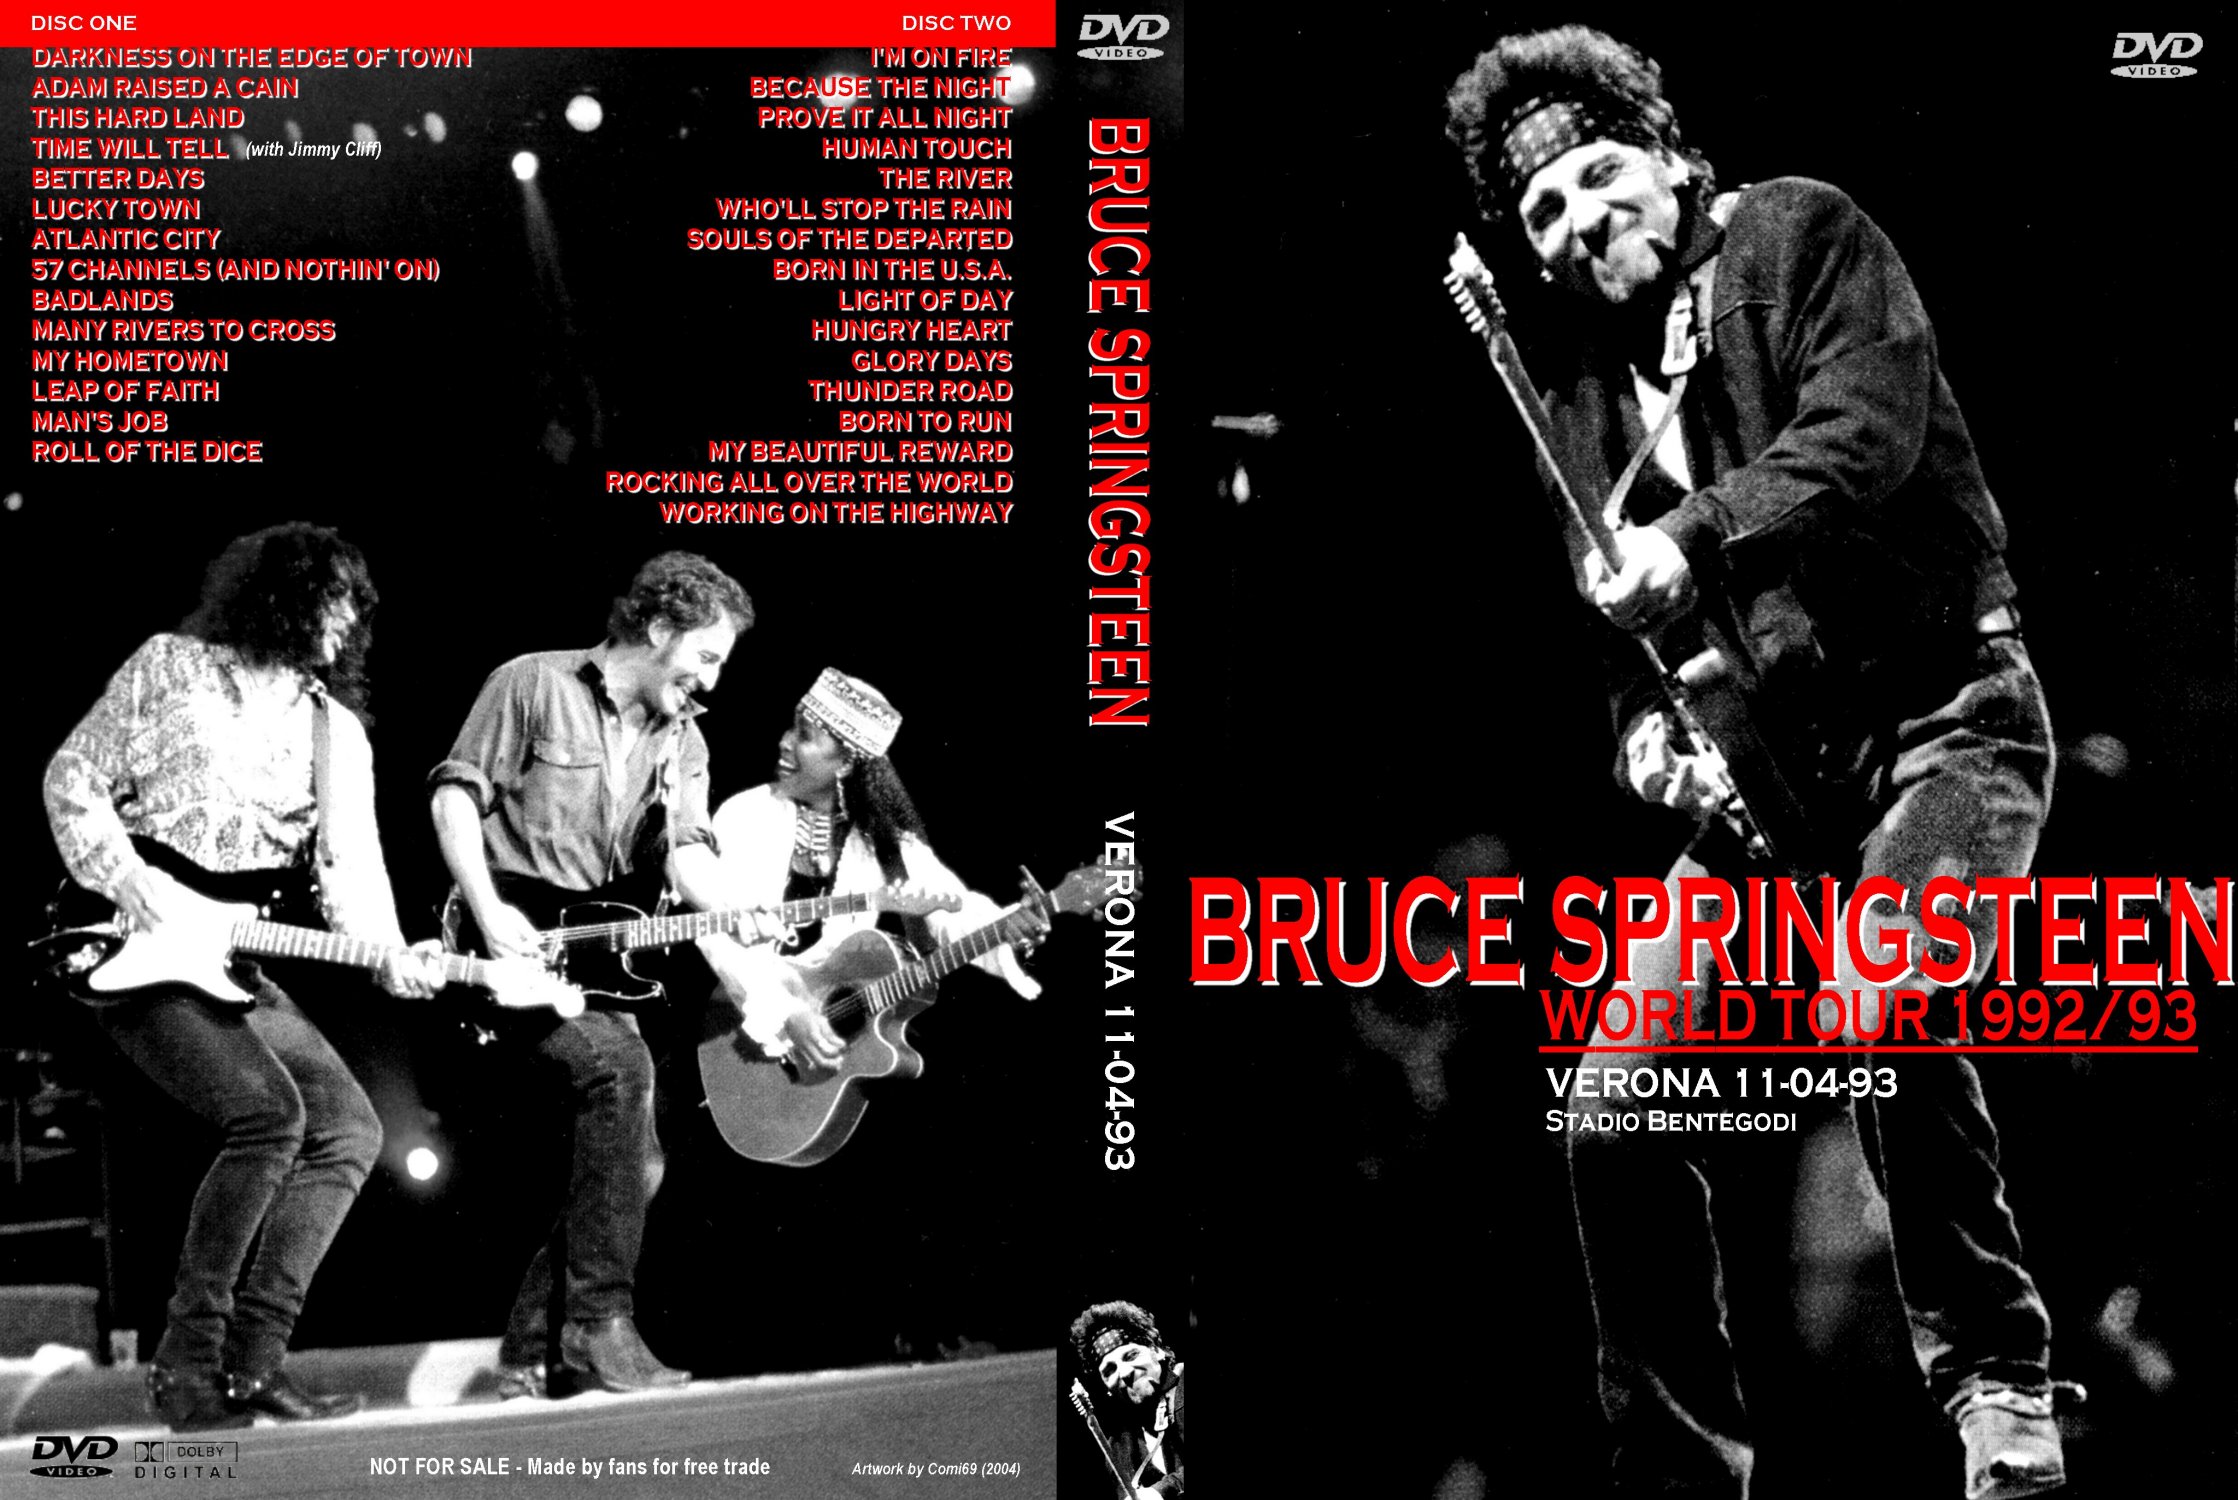 DISC ONE
DARKNESS ON THE EDGE OF TOWN
ADAM RAISED A CAIN
THIS HARD LAND
TIME WILL TELL (with Jimmy Cliff)
BETTER DAYS
LUCKY TOWN
ATLANTIC CITY
57 CHANNELS (AND NOTHIN' ON)
BADLANDS
MANY RIVERS TO CROSS
MY HOMETOWN
LEAP OF FAITH
MAN'S JOB
ROLL OF THE DICE
DISC TWO
I'M ON FIRE
BECAUSE THE NIGHT
PROVE IT ALL NIGHT
HUMAN TOUCH
THE RIVER
WHO'LL STOP THE RAIN
SOULS OF THE DEPARTED
BORN IN THE U.S.A.
LIGHT OF DAY
HUNGRY HEART
GLORY DAYS
THUNDER ROAD
BORN TO RUN
MY BEAUTIFUL REWARD
ROCKING ALL OVER THE WORLD
WORKING ON THE HIGHWAY
DVD
VIDEO
DOLBY
DIGITAL
NOT FOR SALE - Made by fans for free trade
Artwork by Comi69 (2004)
DVD
VIDEO
BRUCE SPRINGSTEEN
VERONA 11-04-93
DVD
VIDEO
BRUCE SPRINGSTEEN
WORLD TOUR 1992/93
VERONA 11-04-93
STADIO BENTEGODI